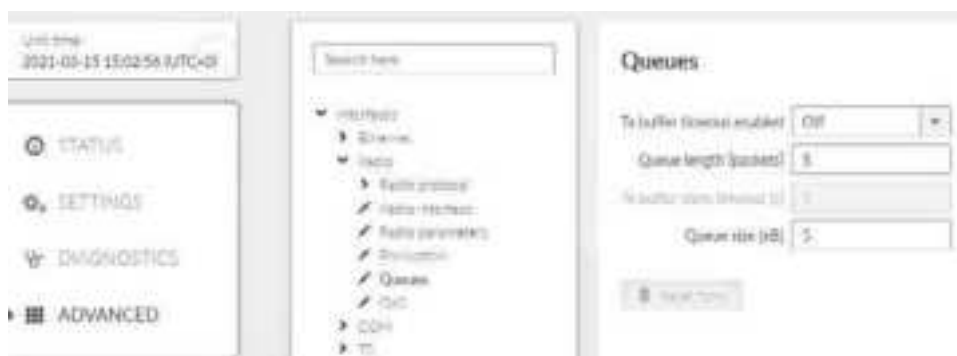 Unit time
2021-03-15 15:02:56 (UTC+0)
STATUS
SETTINGS
DIAGNOSTICS
ADVANCED
Search here
Interfaces
Ethernet
Radio
Radio protocol
Radio interface
Radio parameters
Encryption
Queues
QoS
COM
TS
Queues
Tx buffer timeout enabled Off
Queue length [packets] 5
Tx buffer store timeout [s] 5
Queue size [kB] 5